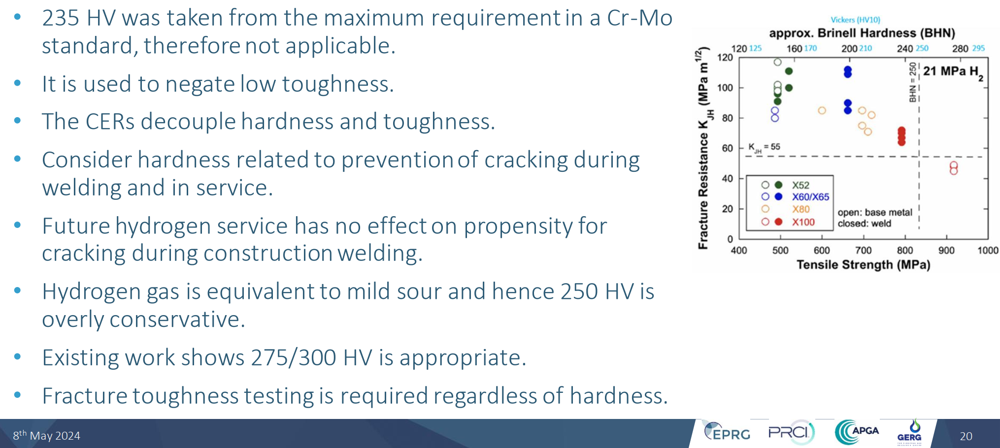 • 235 HV was taken from the maximum requirement in a Cr-Mo
standard, therefore not applicable.
• It is used to negate low toughness.
• The CERs decouple hardness and toughness.
• Consider hardness related to prevention of cracking during
welding and in service.
• Future hydrogen service has no effect on propensity for
cracking during construction welding.
• Hydrogen gas is equivalent to mild sour and hence 250 HV is
overly conservative.
• Existing work shows 275/300 HV is appropriate.
• Fracture toughness testing is required regardless of hardness.
Vickers (HV10)
approx. Brinell Hardness (BHN)
120 125 160 170 200 210 240 250 280 295
Fracture Resistance K_JH (MPa m^1/2)
120
100
80
60
40
20
0
BHN = 250
21 MPa H₂
K_JH = 55
X52
X60/X65
X80
X100
open: base metal
closed: weld
400 500 600 700 800 900 1000
Tensile Strength (MPa)
8th May 2024
EPRG
PRCI
APGA
GERG
20